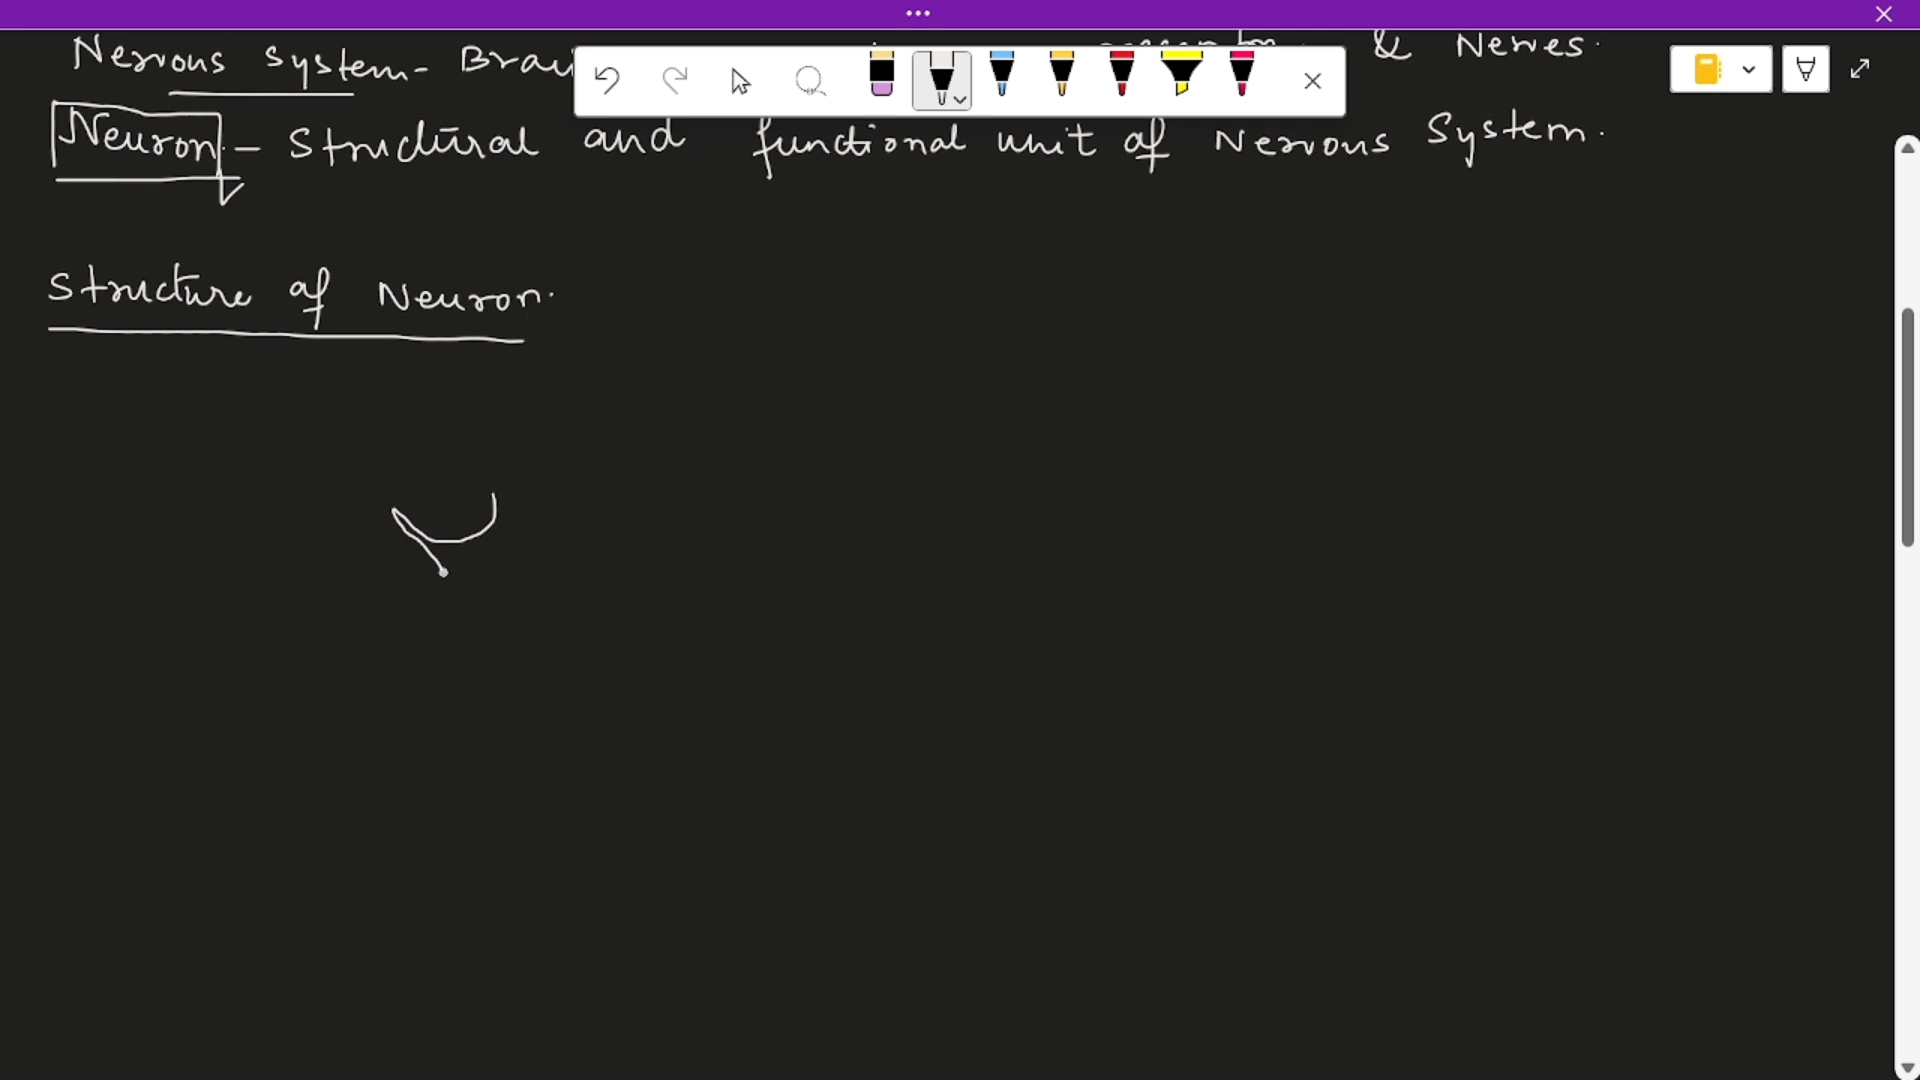 Nervous System - Brai & Nerves.
Neuron - Structural and functional unit of Nervous System.
Structure of Neuron.